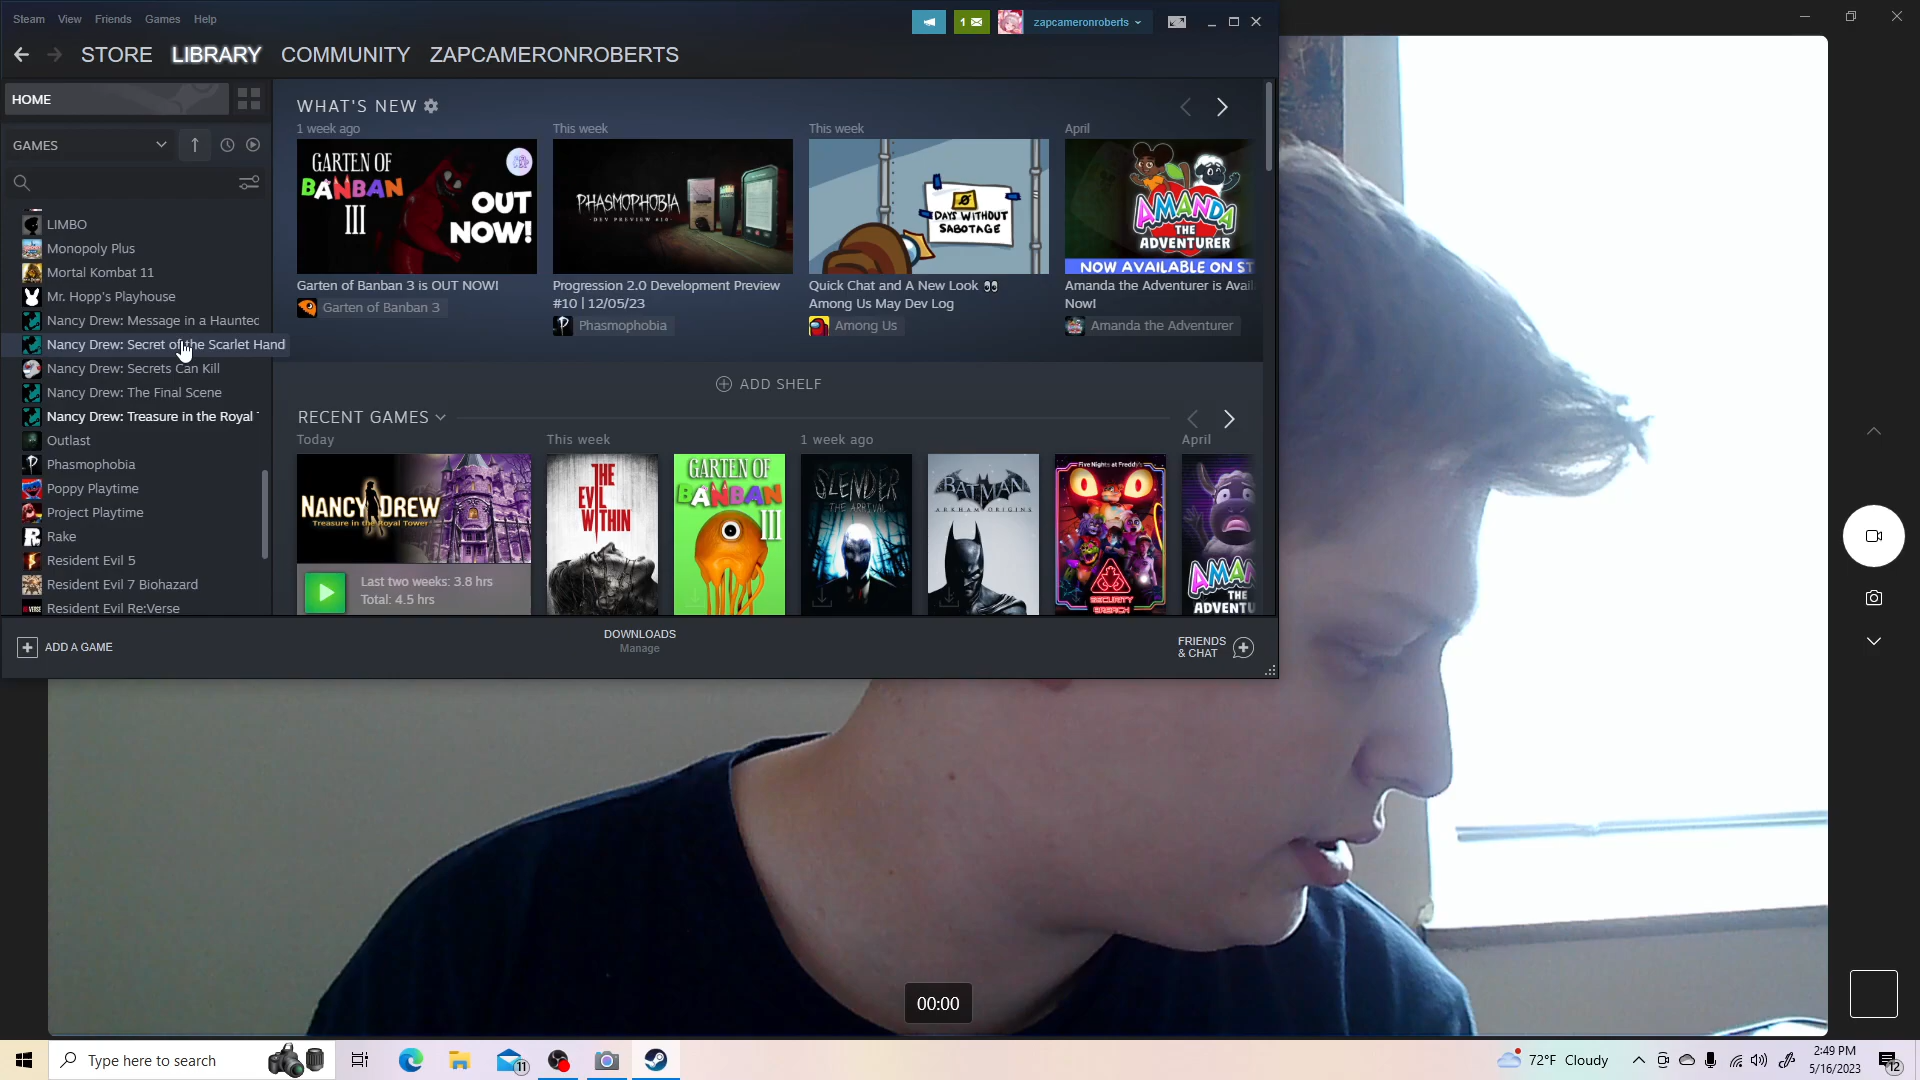 Steam View Friends Games Help
1
zapcameronroberts
STORE LIBRARY COMMUNITY ZAPCAMERONROBERTS
HOME
GAMES
LIMBO
Monopoly Plus
Mortal Kombat 11
Mr. Hopp's Playhouse
Nancy Drew: Message in a Haunted
Nancy Drew: Secret of the Scarlet Hand
Nancy Drew: Secrets Can Kill
Nancy Drew: The Final Scene
Nancy Drew: Treasure in the Royal
Outlast
Phasmophobia
Poppy Playtime
Project Playtime
Rake
Resident Evil 5
Resident Evil 7 Biohazard
Resident Evil Re:Verse
WHAT'S NEW
1 week ago
GARTEN OF
BANBAN
III
OUT
NOW!
Garten of Banban 3 is OUT NOW!
Garten of Banban 3
This week
PHASMOPHOBIA
Progression 2.0 Development Preview
#10 | 12/05/23
Phasmophobia
This week
DAYS WITHOUT
SABOTAGE
Quick Chat and A New Look 👀
Among Us May Dev Log
Among Us
April
AMANDA
THE
ADVENTURER
NOW AVAILABLE ON ST
Amanda the Adventurer is Avail
Now!
Amanda the Adventurer
ADD SHELF
RECENT GAMES
Today
NANCY DREW
Treasure in the Royal Tower
Last two weeks: 3.8 hrs
Total: 4.5 hrs
This week
THE
EVIL
WITHIN
GARTEN OF
BANBAN
III
1 week ago
SLENDER
THE ARRIVAL
BATMAN
ARKHAM ORIGINS
Five Nights at Freddy's
SECURITY
BREACH
April
AMAN
THE
ADVENTU
ADD A GAME
DOWNLOADS
Manage
FRIENDS
& CHAT
00:00
Type here to search
11
72°F Cloudy
2:49 PM
5/16/2023
12